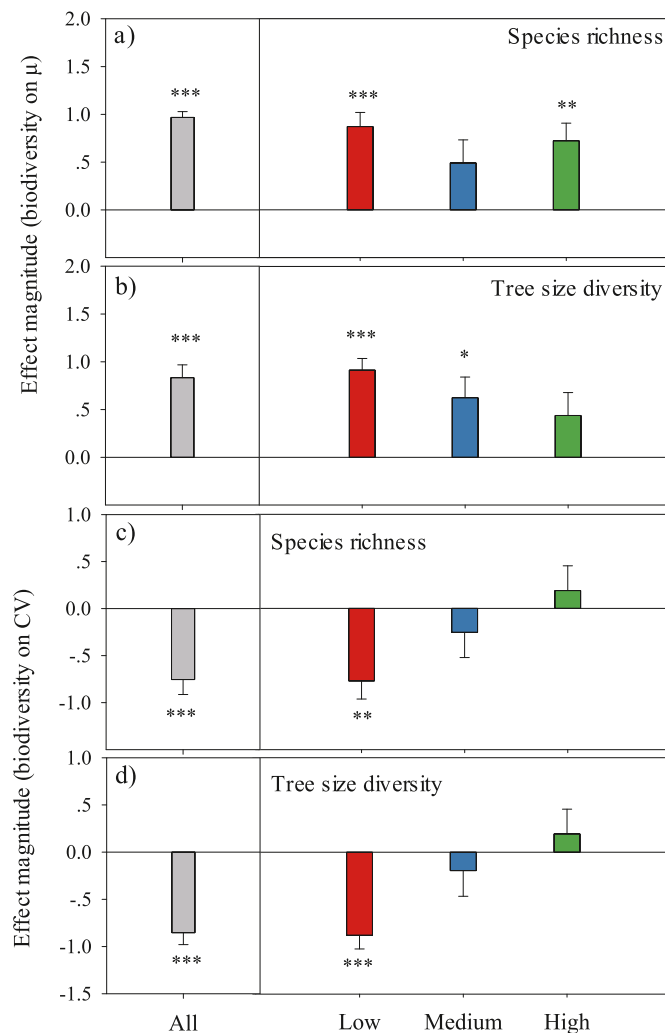 2.0
a)
Species richness
1.5
***
***
**
1.0
.5
0.0
Effect magnitude (biodiversity on µ)
2.0
b)
Tree size diversity
1.5
***
***
*
1.0
.5
0.0
1.0
c)
Species richness
.5
0.0
-.5
-1.0
***
**
Effect magnitude (biodiversity on CV)
1.0
d)
Tree size diversity
.5
0.0
-.5
-1.0
***
***
-1.5
All
Low
Medium
High